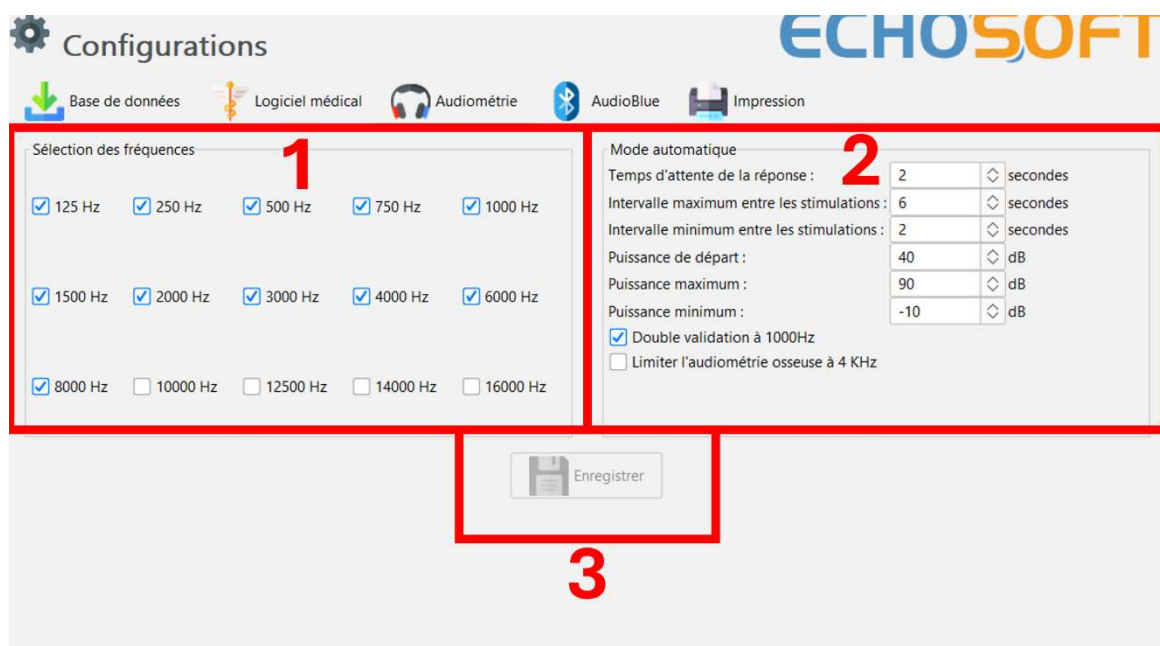 Configurations
ECHOSOFT
Base de données Logiciel médical Audiométrie AudioBlue Impression
Sélection des fréquences
1
125 Hz 250 Hz 500 Hz 750 Hz 1000 Hz
1500 Hz 2000 Hz 3000 Hz 4000 Hz 6000 Hz
8000 Hz 10000 Hz 12500 Hz 14000 Hz 16000 Hz
Mode automatique
2
Temps d'attente de la réponse : 2 secondes
Intervalle maximum entre les stimulations : 6 secondes
Intervalle minimum entre les stimulations : 2 secondes
Puissance de départ : 40 dB
Puissance maximum : 90 dB
Puissance minimum : -10 dB
Double validation à 1000Hz
Limiter l'audiométrie osseuse à 4 KHz
Enregistrer
3